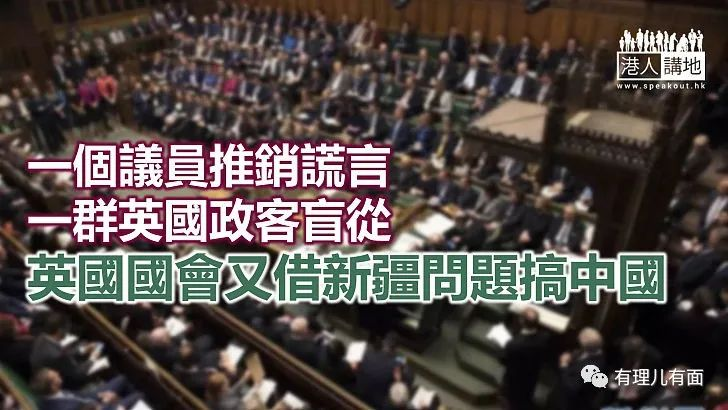 港人講地
www.speakout.hk
一個議員推銷謊言
一群英國政客盲從
英國國會又借新疆問題搞中國
有理儿有面